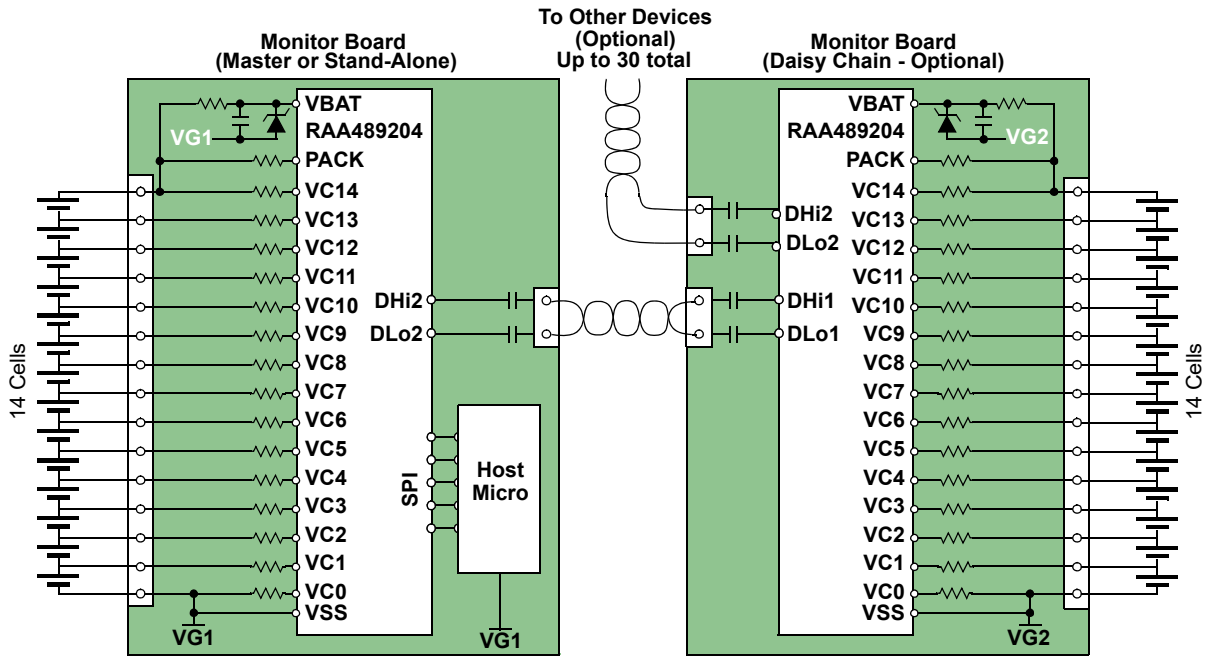 To Other Devices
(Optional)
Up to 30 total
Monitor Board
(Master or Stand-Alone)
VBAT
RAA489204
VG1
PACK
VC14
VC13
VC12
VC11
VC10
VC9
VC8
VC7
VC6
VC5
VC4
VC3
VC2
VC1
VC0
VSS
VG1
14 Cells
DHi2
DLo2
SPI
Host
Micro
VG1
Monitor Board
(Daisy Chain - Optional)
VBAT
RAA489204
VG2
PACK
VC14
DHi2
VC13
DLo2
VC12
VC11
DHi1
VC10
DLo1
VC9
VC8
VC7
VC6
VC5
VC4
VC3
VC2
VC1
VC0
VSS
VG2
14 Cells